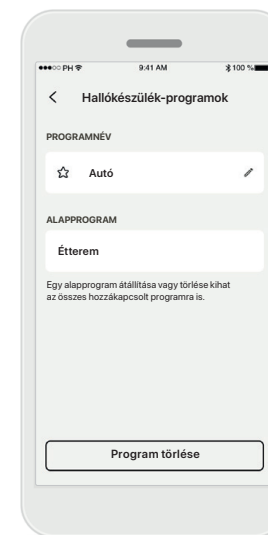 ●●●○○ PH 9:41 AM 100 %
Hallókészülék-programok
PROGRAMNÉV
Autó
ALAPPROGRAM
Étterem
Egy alapprogram átállítása vagy törlése kihat
az összes hozzákapcsolt programra is.
Program törlése